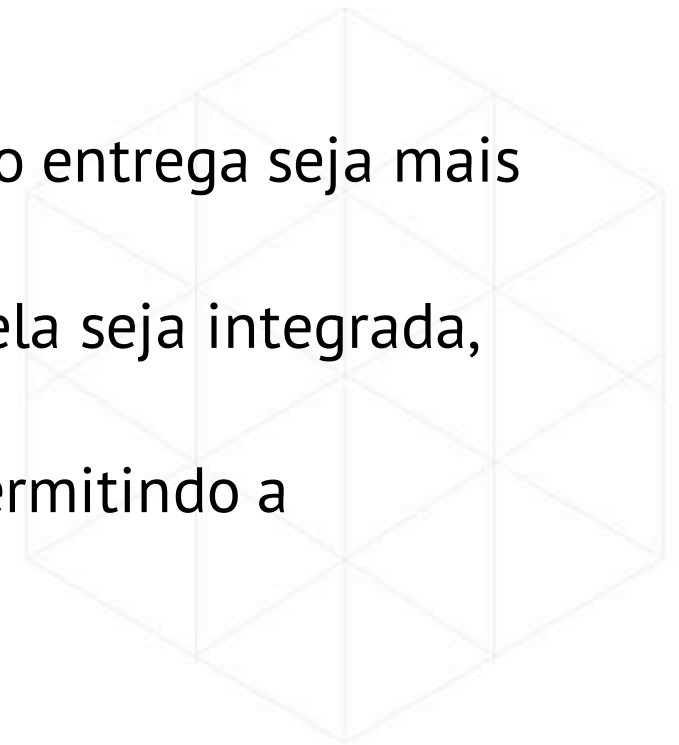 o entrega seja mais
ela seja integrada,
ermitindo a